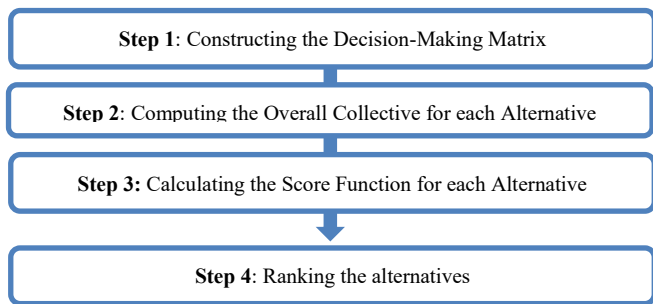 Step 1: Constructing the Decision-Making Matrix
Step 2: Computing the Overall Collective for each Alternative
Step 3: Calculating the Score Function for each Alternative
Step 4: Ranking the alternatives